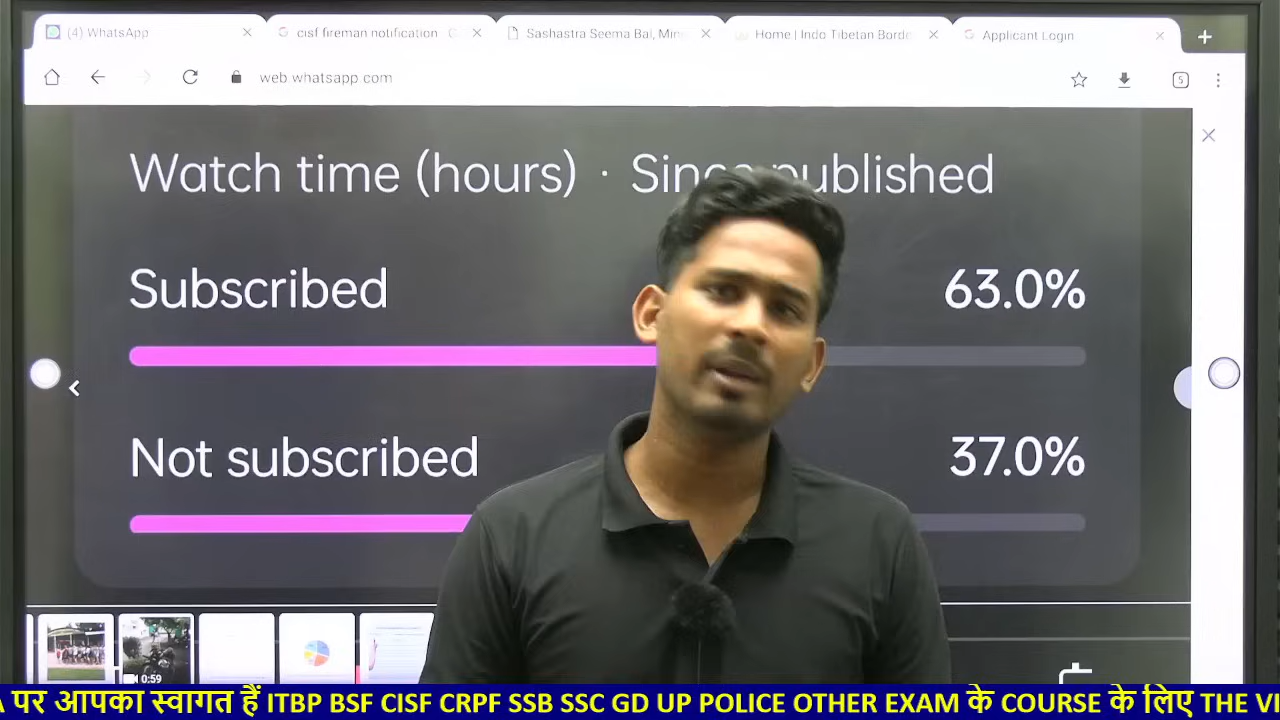 (4) WhatsApp
cisf fireman notification
Sashastra Seema Bal, Min
Home | Indo Tibetan Borde
Applicant Login
web.whatsapp.com
5
Watch time (hours) · Since published
Subscribed 63.0%
Not subscribed 37.0%
0:59
पर आपका स्वागत हैं ITBP BSF CISF CRPF SSB SSC GD UP POLICE OTHER EXAM के COURSE के लिए THE